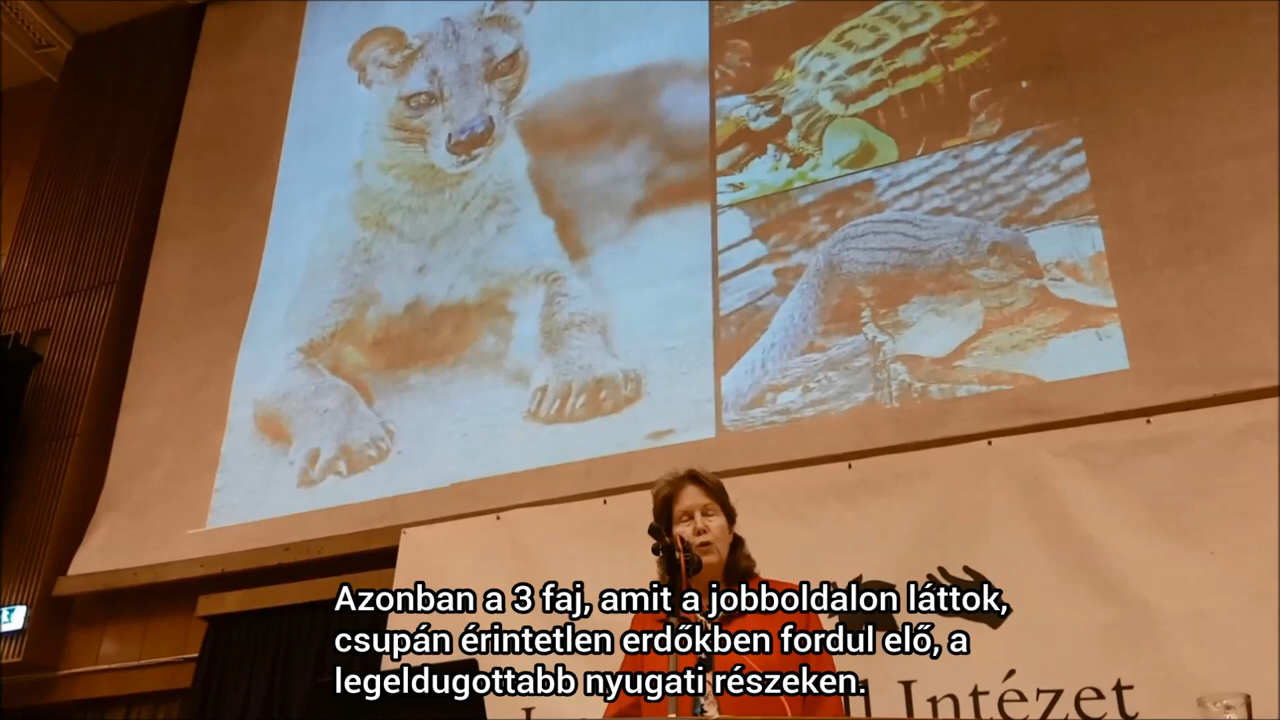 Azonban a 3 faj, amit a jobboldalon láttok,
csupán érintetlen erdőkben fordul elő, a
legeldugottabb nyugati részeken.
Intézet